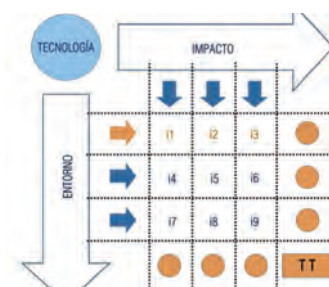 TECNOLOGÍA
IMPACTO
ENTORNO
i1 i2 i3
i4 i5 i6
i7 i8 i9
TT